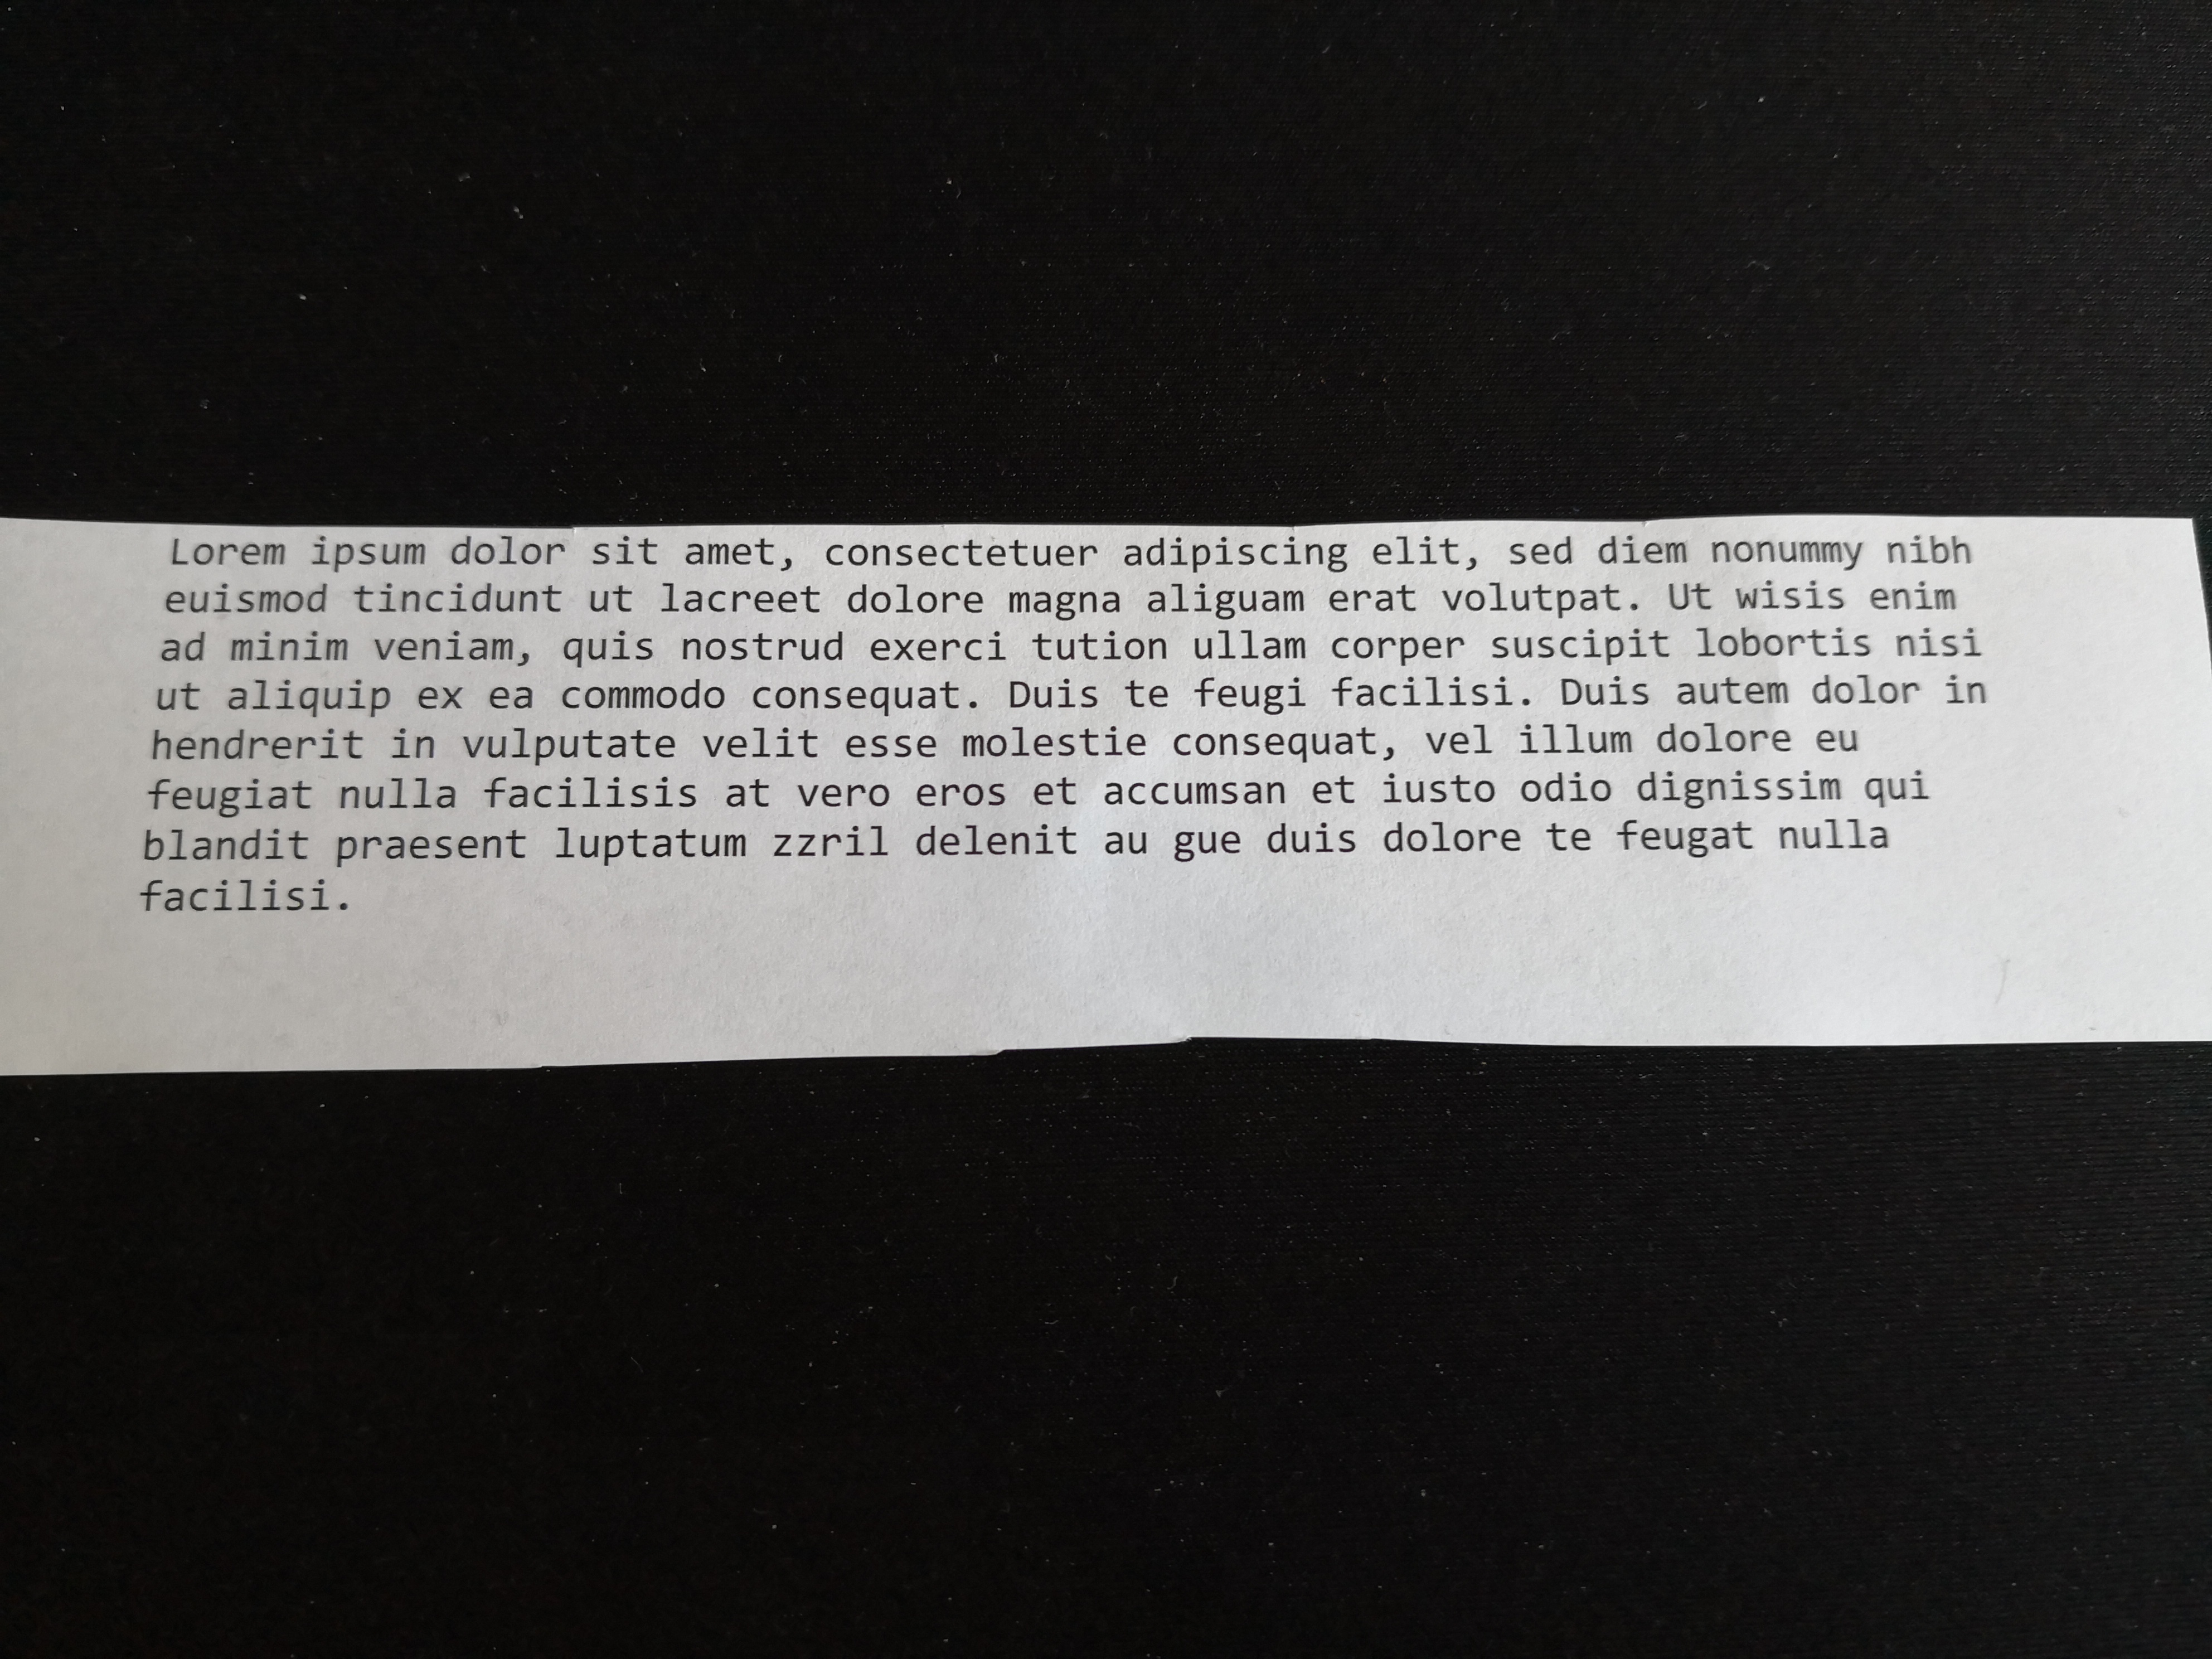 Lorem ipsum dolor sit amet, consectetuer adipiscing elit, sed diem nonummy nibh
euismod tincidunt ut lacreet dolore magna aliguam erat volutpat. Ut wisis enim
ad minim veniam, quis nostrud exerci tution ullam corper suscipit lobortis nisi
ut aliquip ex ea commodo consequat. Duis te feugi facilisi. Duis autem dolor in
hendrerit in vulputate velit esse molestie consequat, vel illum dolore eu
feugiat nulla facilisis at vero eros et accumsan et iusto odio dignissim qui
blandit praesent luptatum zzril delenit au gue duis dolore te feugat nulla
facilisi.